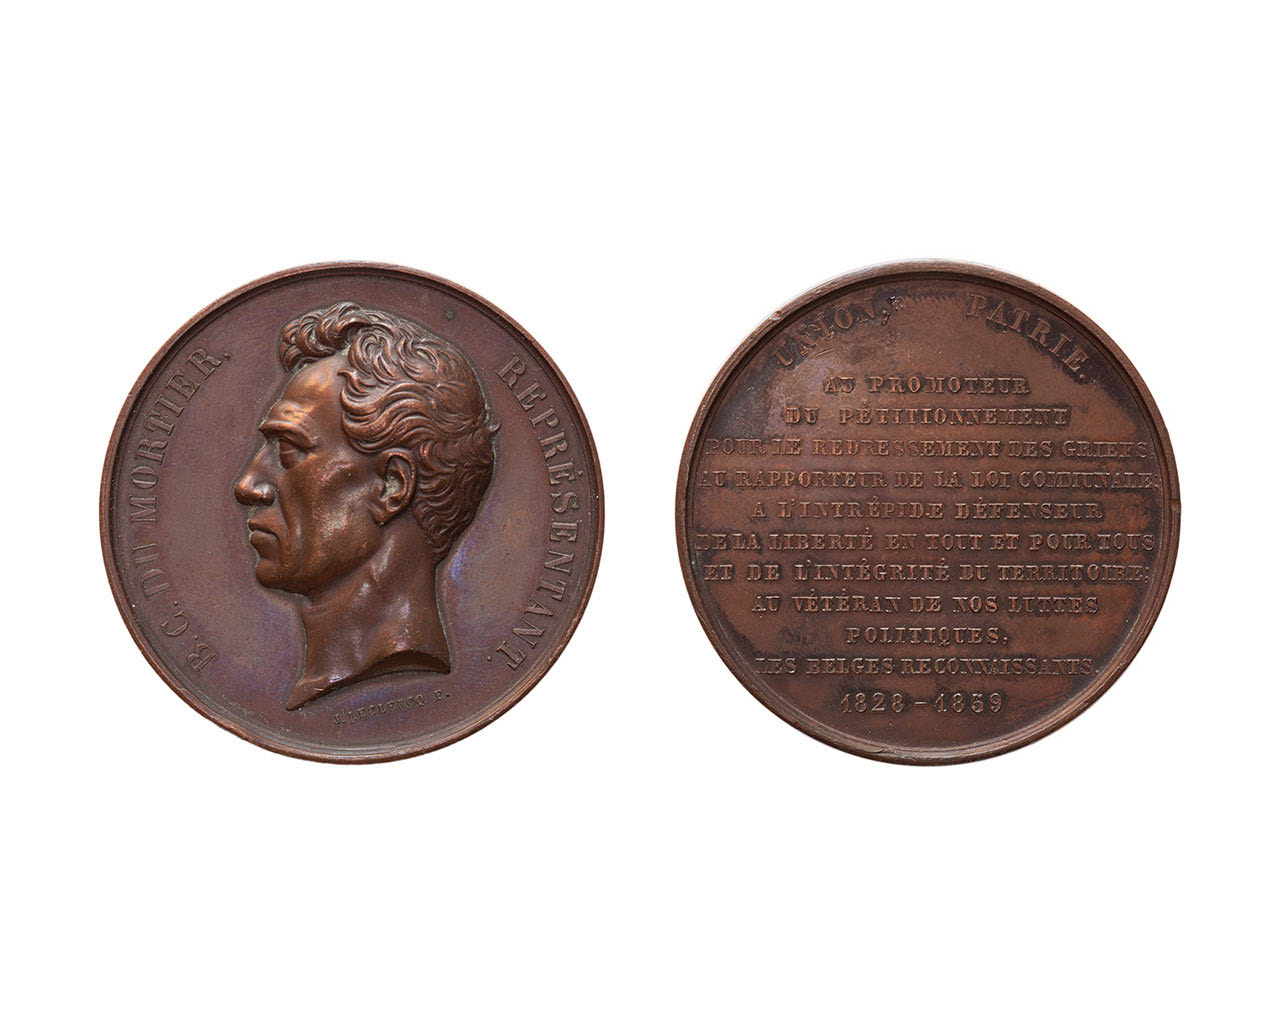 B. C. DU MORTIER, REPRÉSENTANT.
J. LECLERCQ F.
UNION, PATRIE.
AU PROMOTEUR
DU PÉTITIONNEMENT
POUR LE REDRESSEMENT DES GRIEFS;
AU RAPPORTEUR DE LA LOI COMMUNALE;
A L'INTRÉPIDE DÉFENSEUR
DE LA LIBERTÉ EN TOUT ET POUR TOUS
ET DE L'INTÉGRITÉ DU TERRITOIRE;
AU VÉTÉRAN DE NOS LUTTES
POLITIQUES.
LES BELGES RECONNAISSANTS.
1828-1859